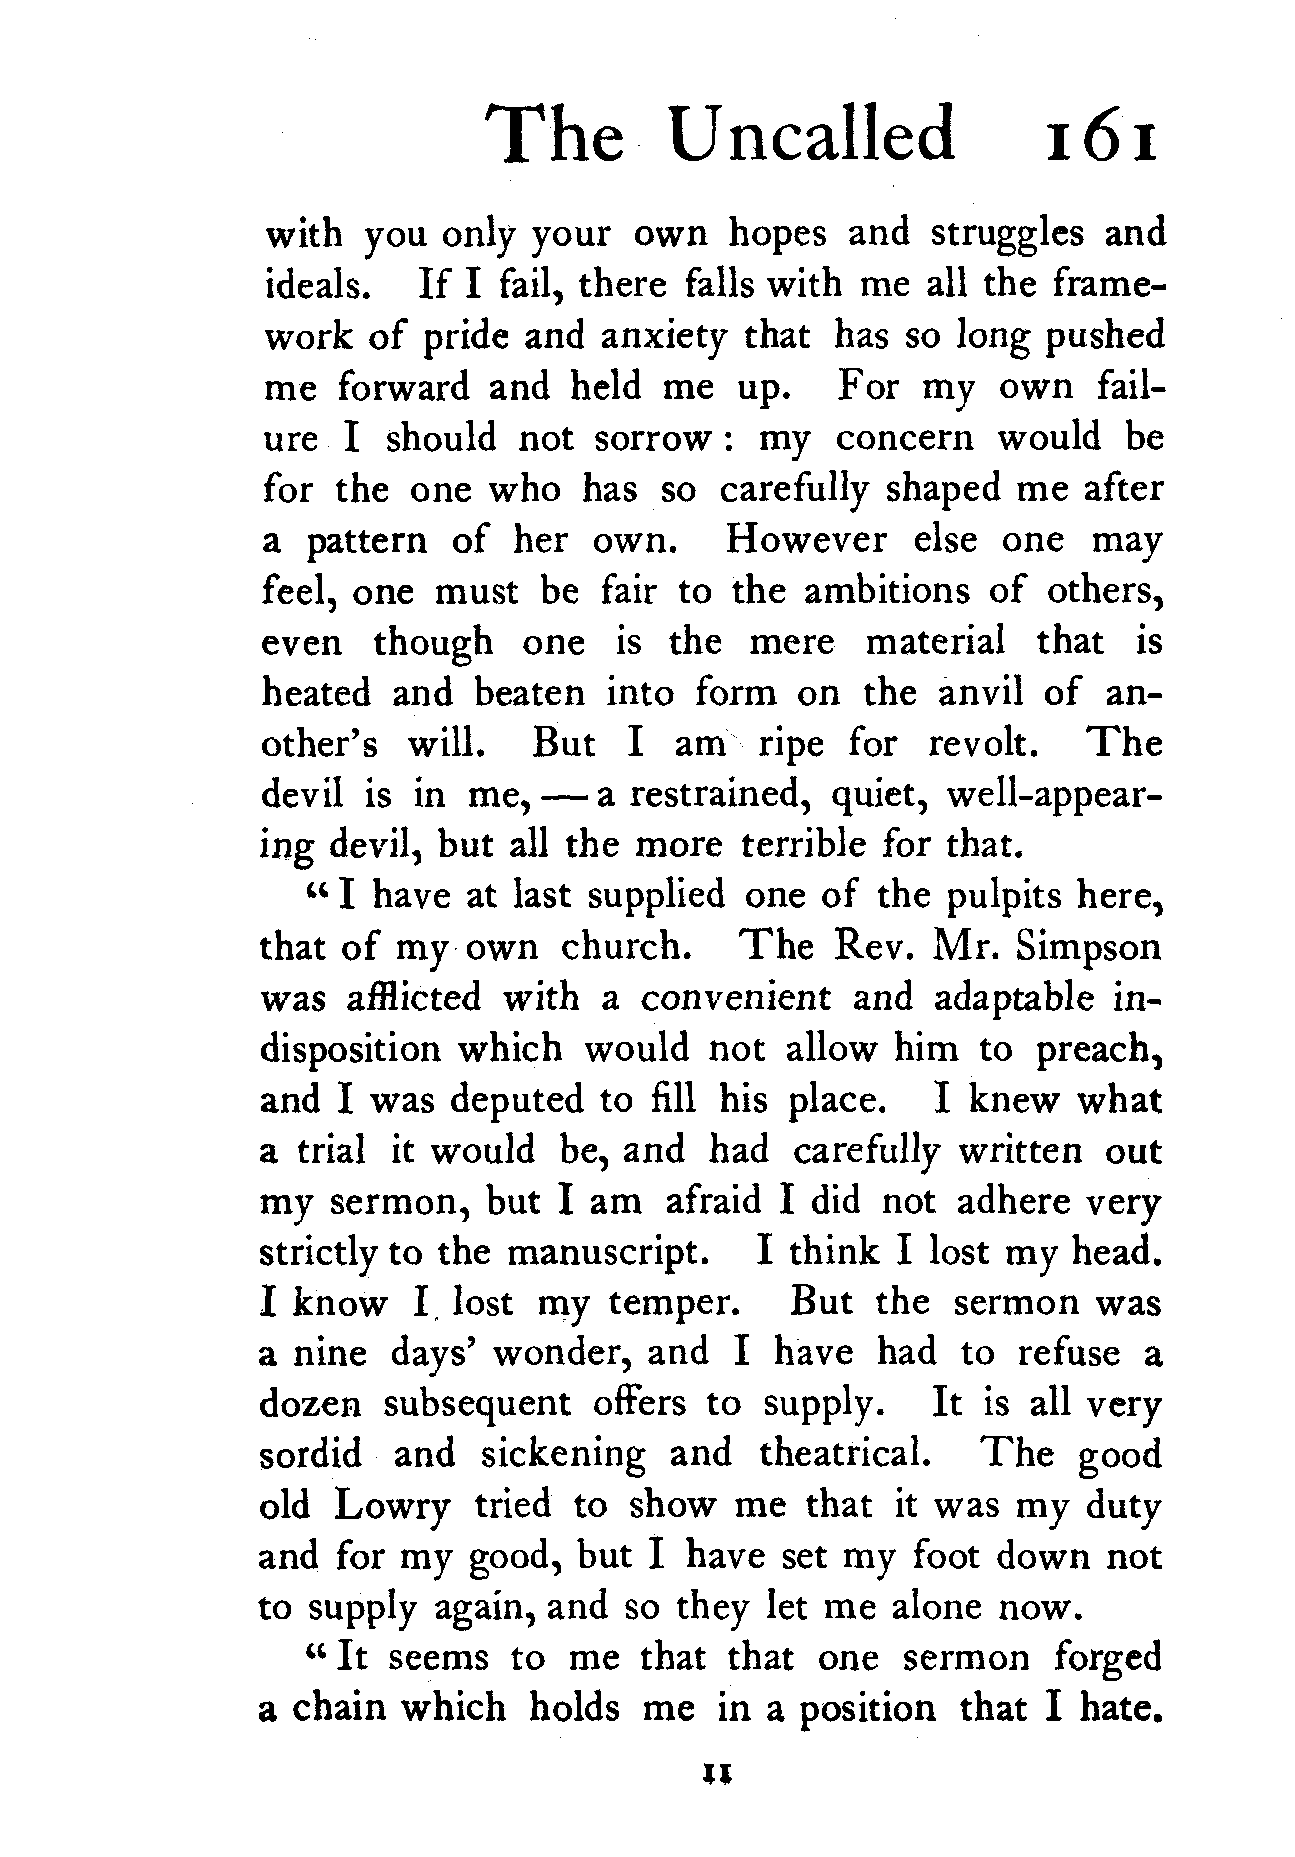 The Uncalled 161
with you only your own hopes and struggles and
ideals. If I fail, there falls with me all the frame-
work of pride and anxiety that has so long pushed
me forward and held me up. For my own fail-
ure I should not sorrow : my concern would be
for the one who has so carefully shaped me after
a pattern of her own. However else one may
feel, one must be fair to the ambitions of others,
even though one is the mere material that is
heated and beaten into form on the anvil of an-
other's will. But I am ripe for revolt. The
devil is in me, — a restrained, quiet, well-appear-
ing devil, but all the more terrible for that.
“ I have at last supplied one of the pulpits here,
that of my own church. The Rev. Mr. Simpson
was afflicted with a convenient and adaptable in-
disposition which would not allow him to preach,
and I was deputed to fill his place. I knew what
a trial it would be, and had carefully written out
my sermon, but I am afraid I did not adhere very
strictly to the manuscript. I think I lost my head.
I know I lost my temper. But the sermon was
a nine days' wonder, and I have had to refuse a
dozen subsequent offers to supply. It is all very
sordid and sickening and theatrical. The good
old Lowry tried to show me that it was my duty
and for my good, but I have set my foot down not
to supply again, and so they let me alone now.
“ It seems to me that that one sermon forged
a chain which holds me in a position that I hate.
11